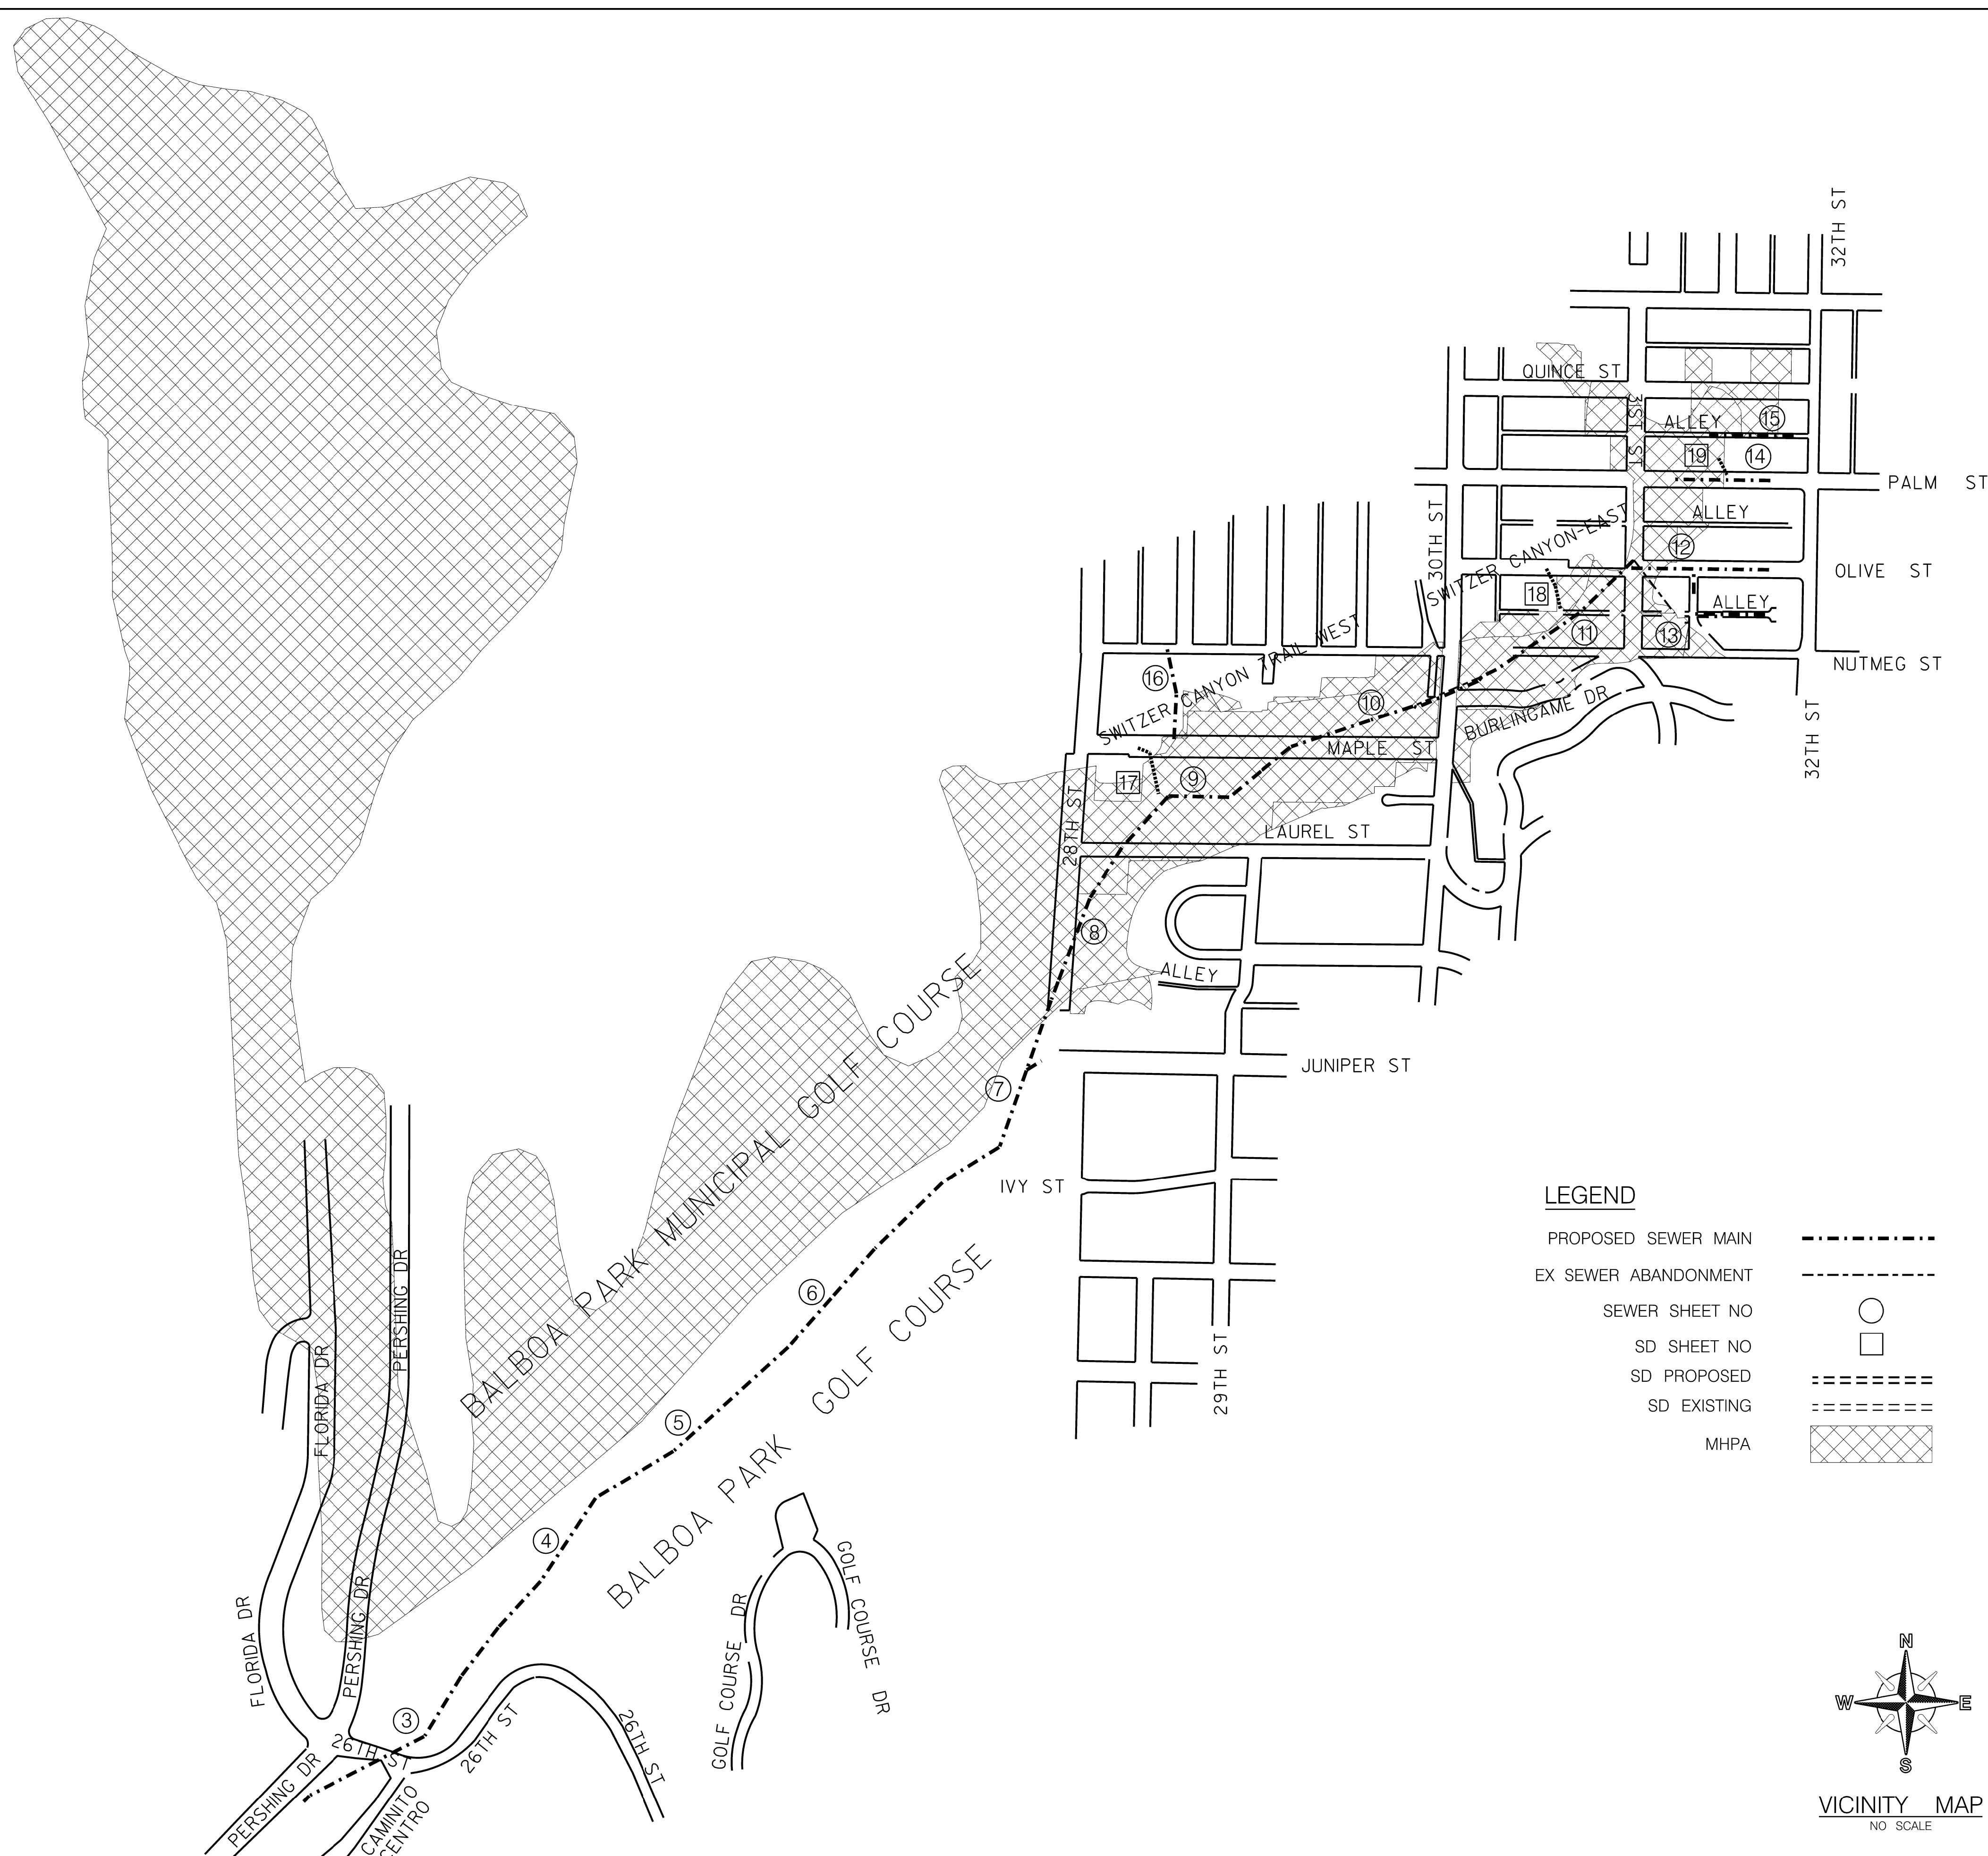 32TH ST
QUINCE ST
31ST ST
ALLEY
15
19
14
PALM ST
30TH ST
SWITZER CANYON-EAST
ALLEY
12
OLIVE ST
18
ALLEY
11
13
NUTMEG ST
SWITZER CANYON TRAIL WEST
16
10
BURLINGAME DR
MAPLE ST
32TH ST
17
9
28TH ST
LAUREL ST
8
ALLEY
BALBOA PARK MUNICIPAL GOLF COURSE
7
JUNIPER ST
IVY ST
6
BALBOA PARK GOLF COURSE
PERSHING DR
FLORIDA DR
29TH ST
5
4
LEGEND
PROPOSED SEWER MAIN
EX SEWER ABANDONMENT
SEWER SHEET NO
SD SHEET NO
SD PROPOSED
SD EXISTING
MHPA
FLORIDA DR
PERSHING DR
GOLF COURSE DR
GOLF COURSE DR
3
26TH ST
26TH ST
26TH ST
PERSHING DR
CAMINITO
CENTRO
N
W
E
S
VICINITY MAP
NO SCALE